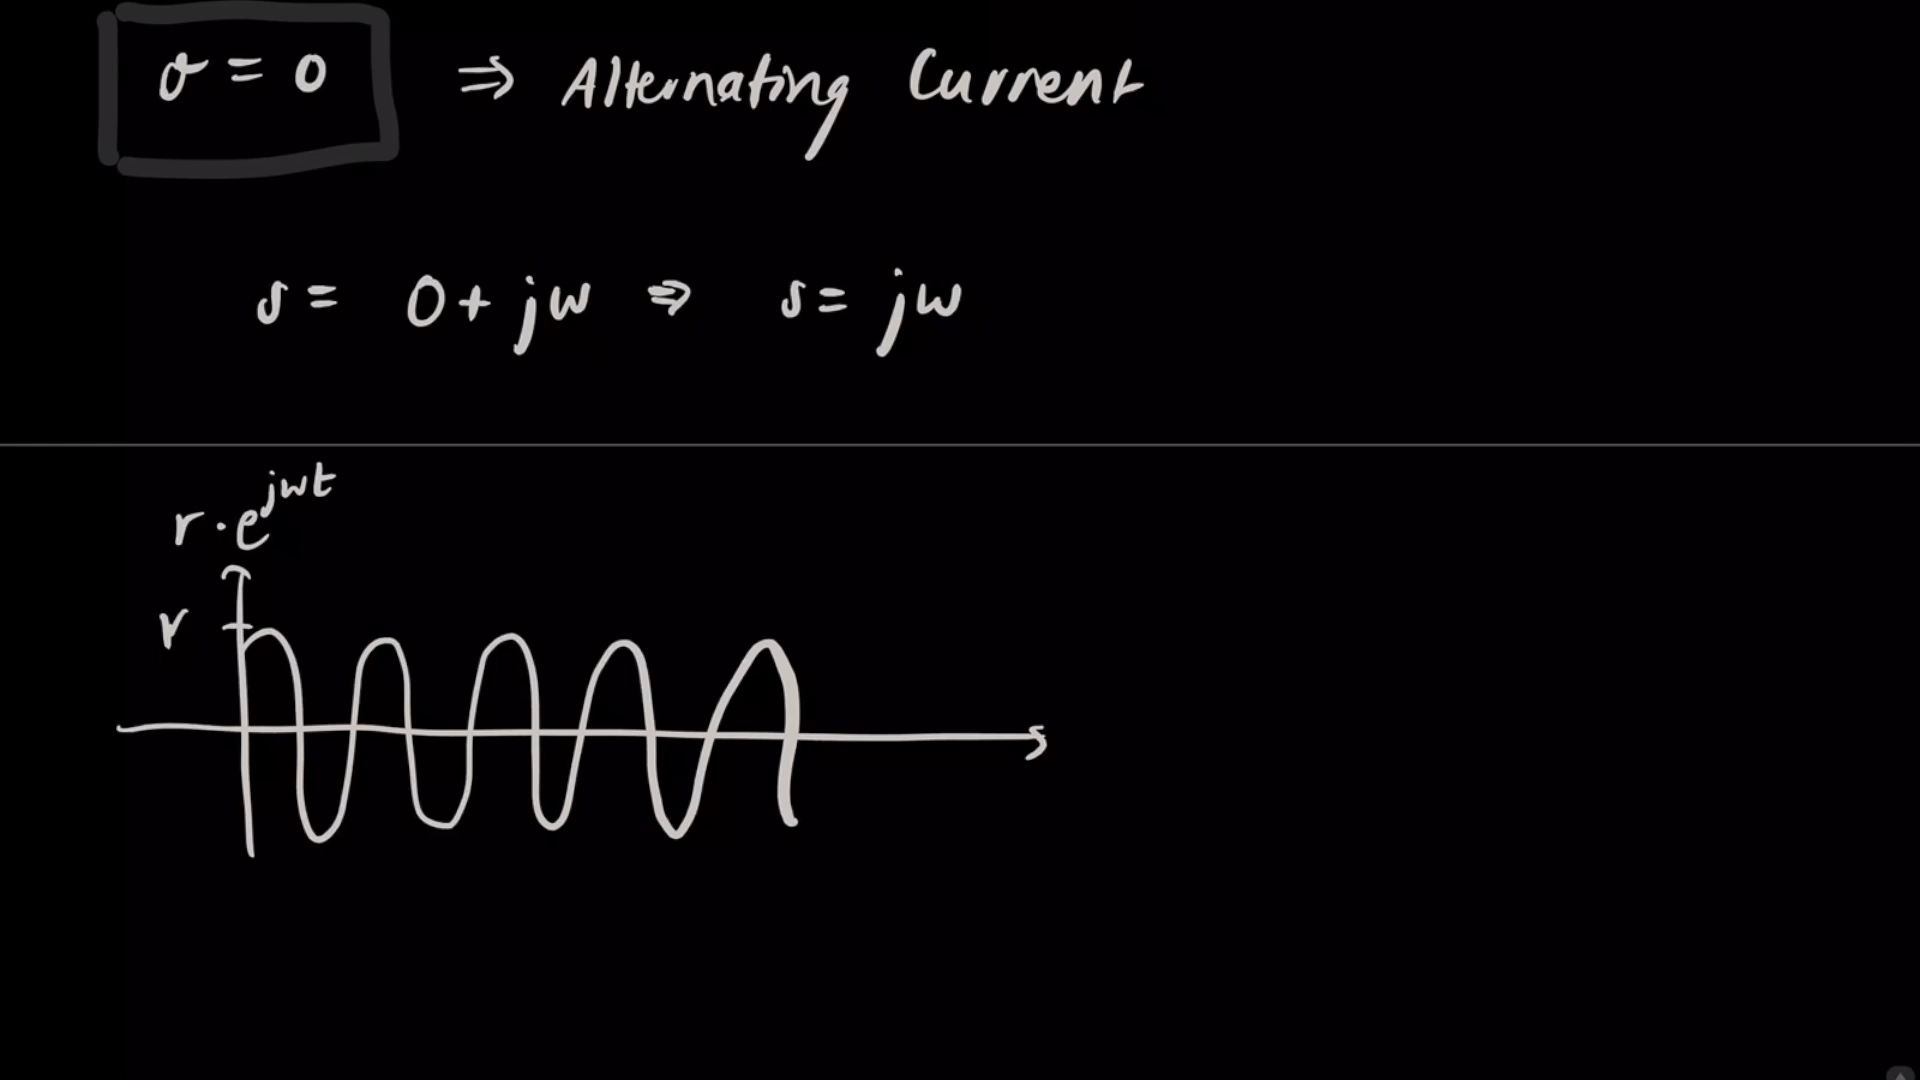 σ = 0 ⇒ Alternating Current
s = 0 + jw ⇒ s = jw
r · e^jwt
r